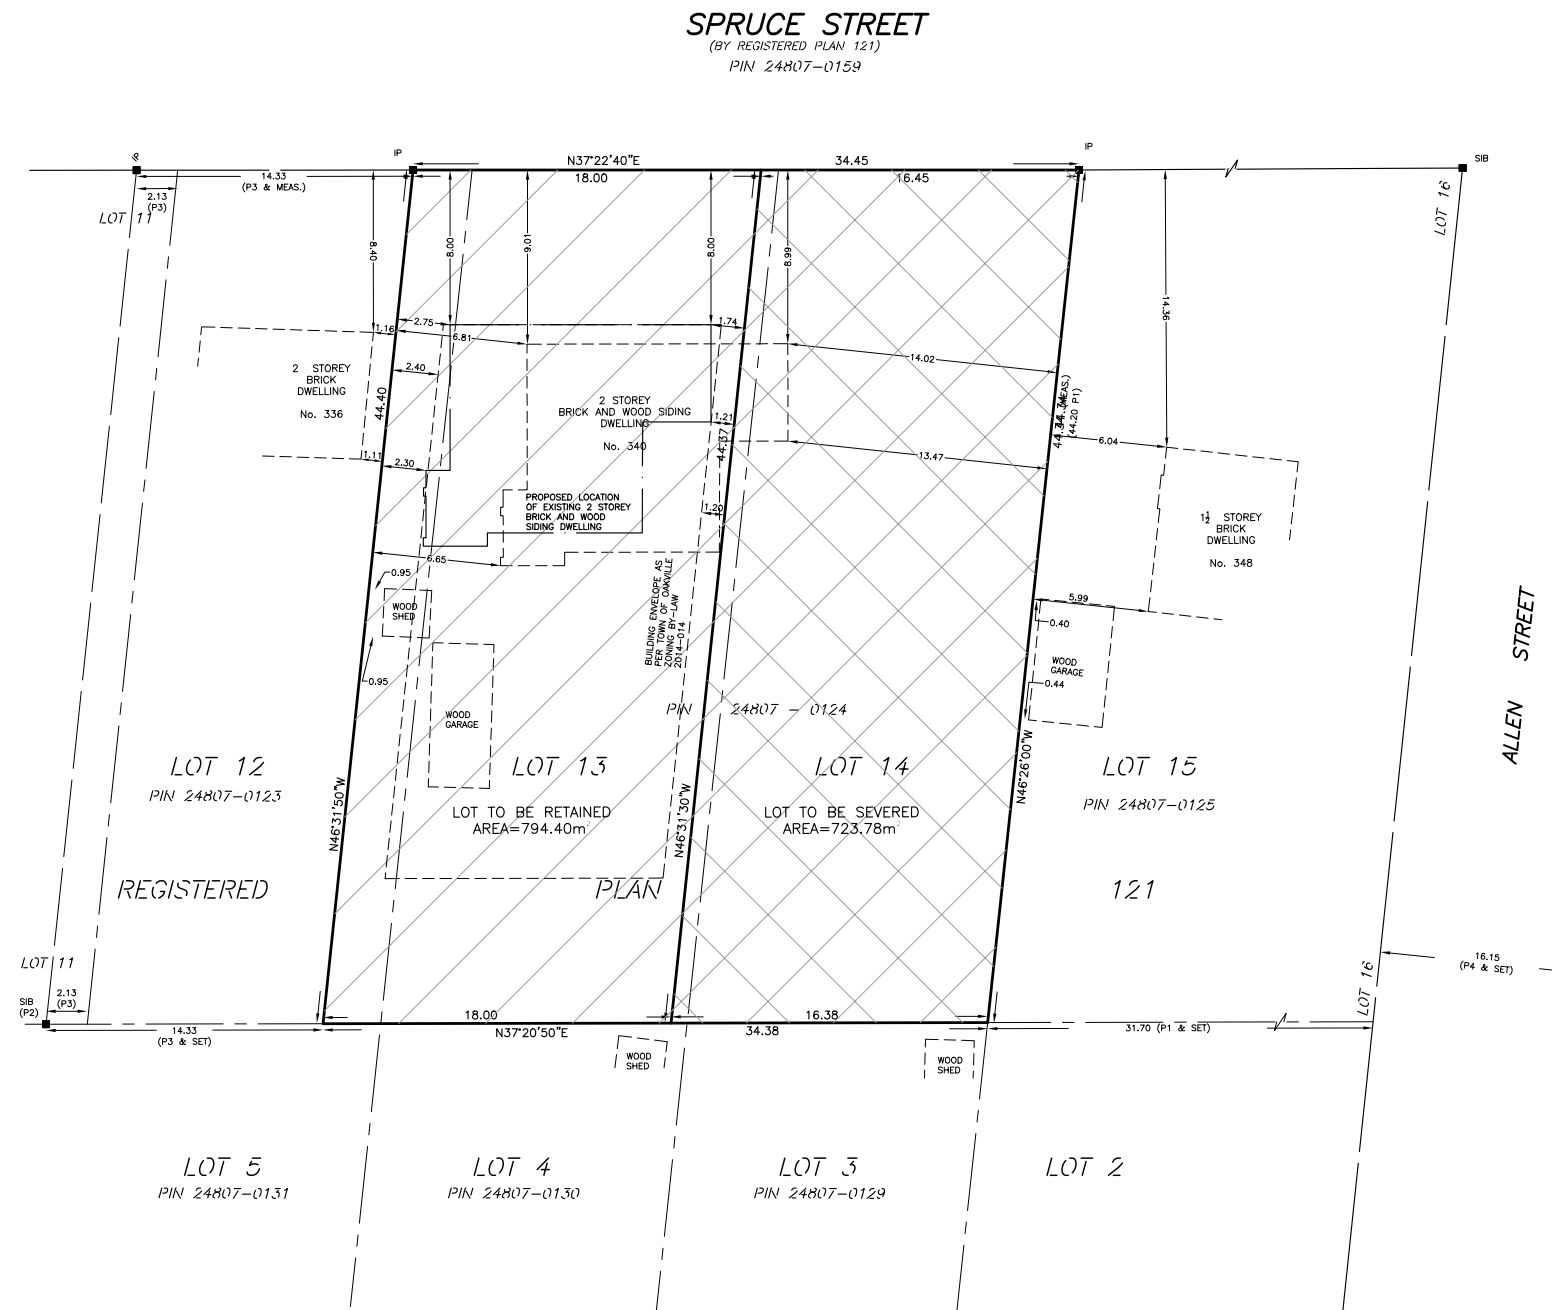 SPRUCE STREET
(BY REGISTERED PLAN 121)
PIN 24807-0159
IP
IP
IP
SIB
N37°22'40"E
34.45
14.33
(P3 & MEAS.)
18.00
16.45
2.13
(P3)
LOT 11
LOT 16
8.40
8.00
9.01
8.00
8.99
14.36
1.16
2.75
6.81
1.74
14.02
2.40
2 STOREY
BRICK
DWELLING
No. 336
44.40
2 STOREY
BRICK AND WOOD SIDING
DWELLING
No. 340
1.21
44.37
(MEAS.)
(44.20 P1)
6.04
1.11
2.30
13.47
PROPOSED LOCATION
OF EXISTING 2 STOREY
BRICK AND WOOD
SIDING DWELLING
1.20
1½ STOREY
BRICK
DWELLING
No. 348
6.65
0.95
WOOD
SHED
BUILDING ENVELOPE AS
PER TOWN OF OAKVILLE
ZONING BY-LAW
2014-014
5.99
0.40
WOOD
GARAGE
0.44
0.95
WOOD
GARAGE
ALLEN STREET
PIN 24807 - 0124
LOT 12
PIN 24807-0123
LOT 13
LOT 14
LOT 15
PIN 24807-0125
N46°31'50"W
N46°31'30"W
N46°26'00"W
LOT TO BE RETAINED
AREA=794.40m²
LOT TO BE SEVERED
AREA=723.78m²
REGISTERED PLAN 121
LOT 11
LOT 16
16.15
(P4 & SET)
SIB
(P2)
2.13
(P3)
14.33
(P3 & SET)
18.00
16.38
N37°20'50"E
34.38
31.70 (P1 & SET)
WOOD
SHED
WOOD
SHED
LOT 5
PIN 24807-0131
LOT 4
PIN 24807-0130
LOT 3
PIN 24807-0129
LOT 2